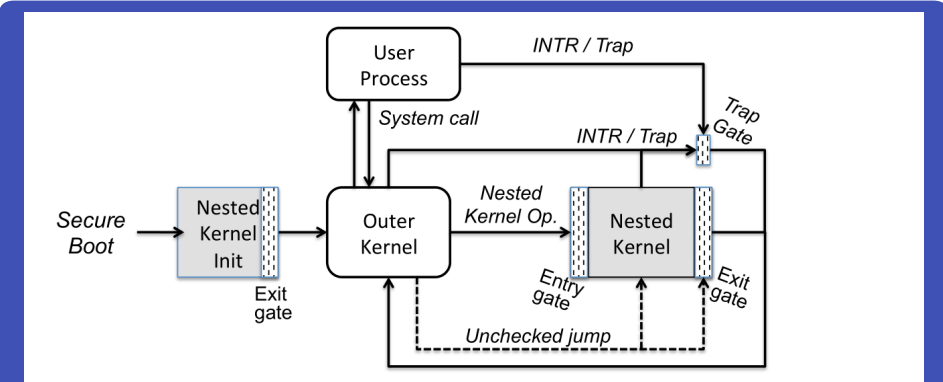 INTR / Trap
User
Process
System call
Trap
Gate
INTR / Trap
Secure
Boot
Nested
Kernel
Init
Exit
gate
Outer
Kernel
Nested
Kernel Op.
Nested
Kernel
Entry
gate
Exit
gate
Unchecked jump